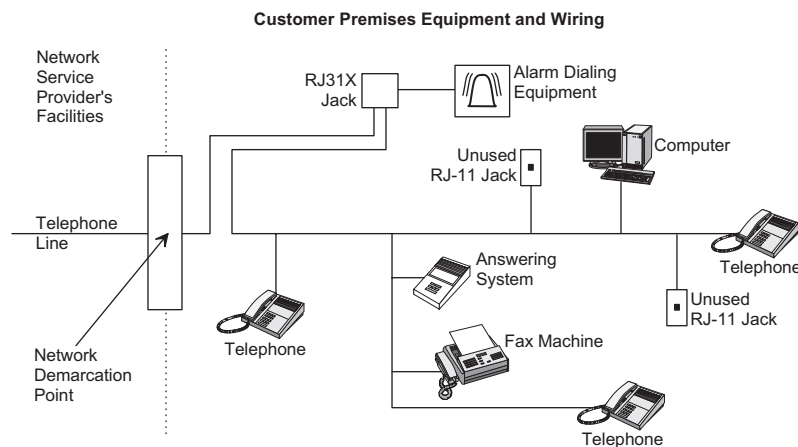 Customer Premises Equipment and Wiring
Network
Service
Provider's
Facilities
RJ31X
Jack
Alarm Dialing
Equipment
Unused
RJ-11 Jack
Computer
Telephone
Line
Telephone
Answering
System
Telephone
Unused
RJ-11 Jack
Fax Machine
Network
Demarcation
Point
Telephone